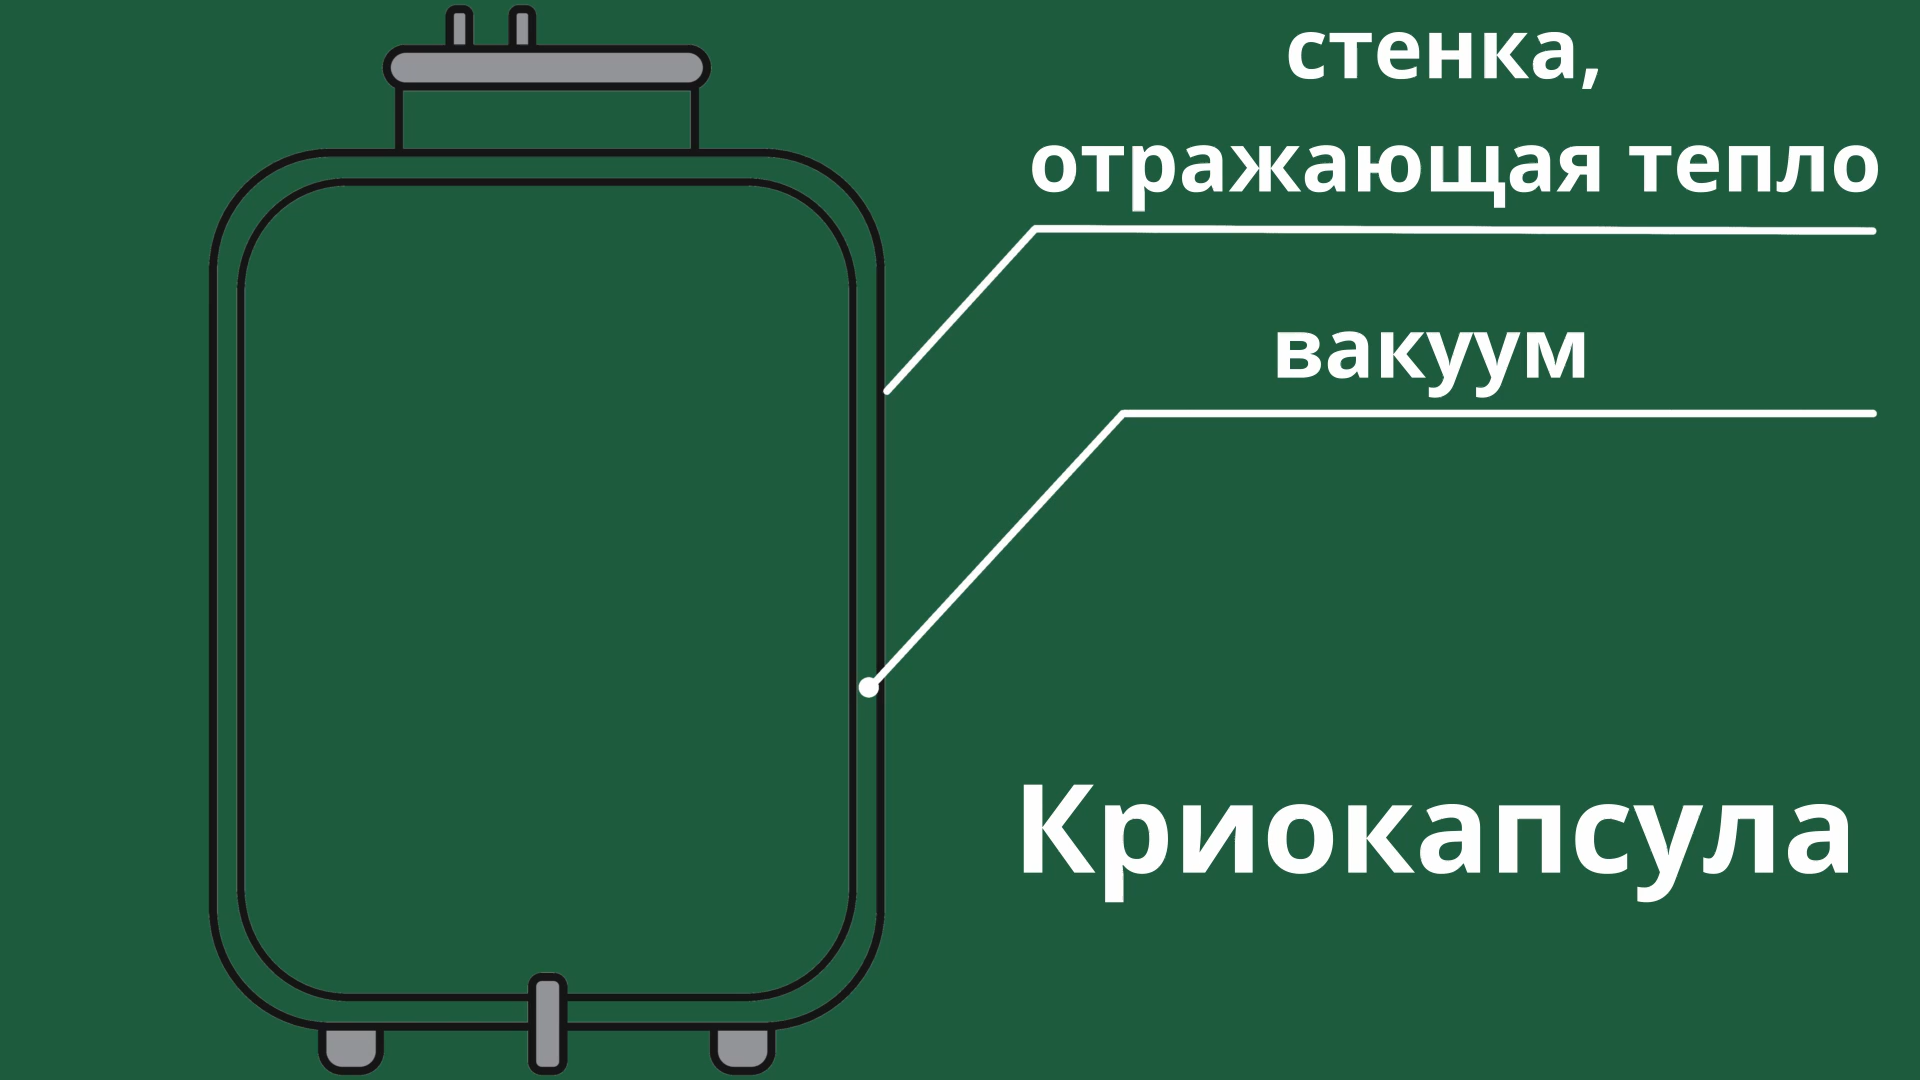 стенка,
отражающая тепло
вакуум
Криокапсула